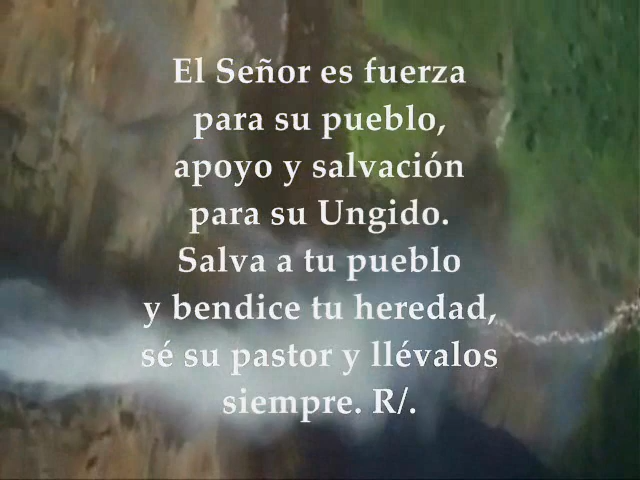 El Señor es fuerza
para su pueblo,
apoyo y salvación
para su Ungido.
Salva a tu pueblo
y bendice tu heredad,
sé su pastor y llévalos
siempre. R/.